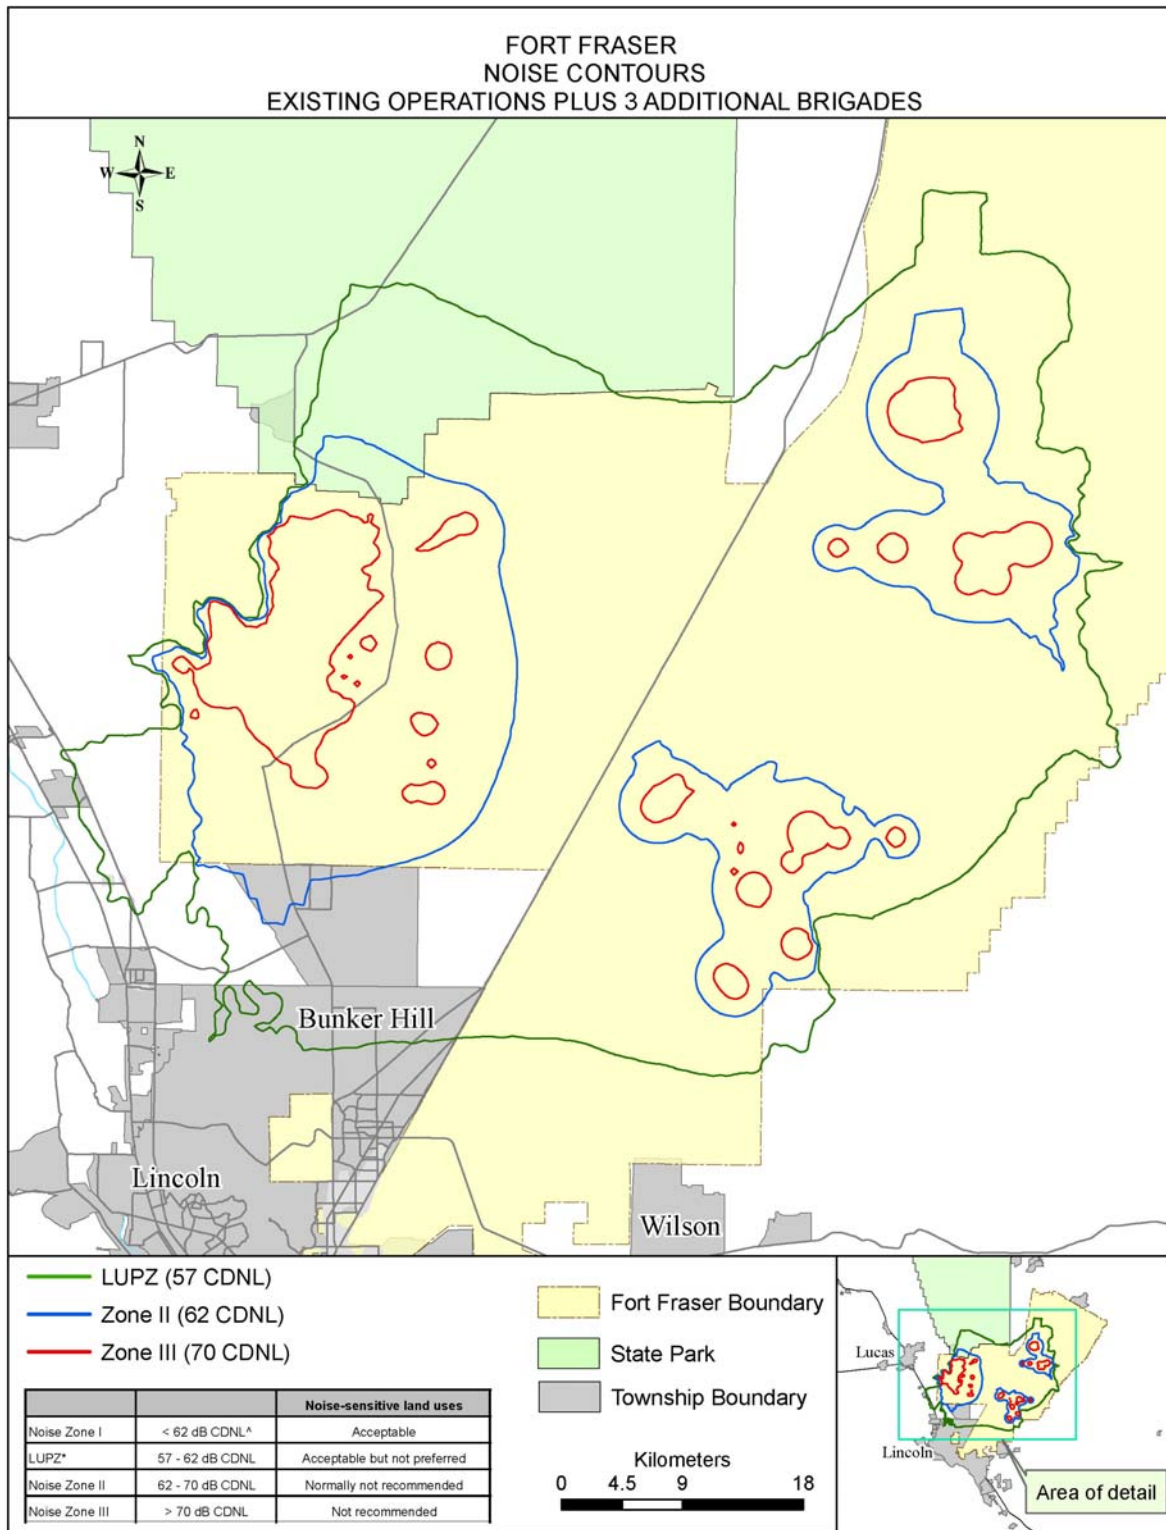 FORT FRASER
NOISE CONTOURS
EXISTING OPERATIONS PLUS 3 ADDITIONAL BRIGADES
N
W E
S
Bunker Hill
Lincoln
Wilson
LUPZ (57 CDNL)
Zone II (62 CDNL)
Zone III (70 CDNL)
Noise-sensitive land uses
Noise Zone I < 62 dB CDNL^ Acceptable
LUPZ* 57 - 62 dB CDNL Acceptable but not preferred
Noise Zone II 62 - 70 dB CDNL Normally not recommended
Noise Zone III > 70 dB CDNL Not recommended
Fort Fraser Boundary
State Park
Township Boundary
Kilometers
0 4.5 9 18
Lucas
Lincoln
Area of detail